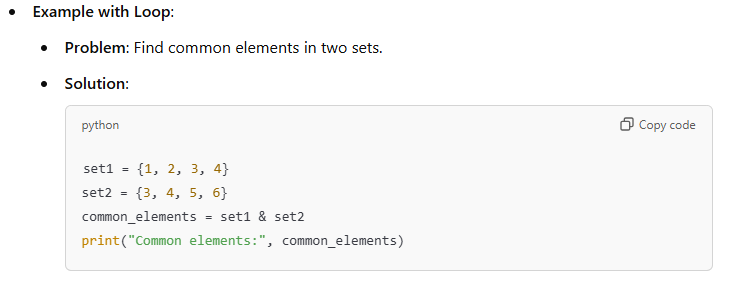 Example with Loop:
Problem: Find common elements in two sets.
Solution:
python Copy code
set1 = {1, 2, 3, 4}
set2 = {3, 4, 5, 6}
common_elements = set1 & set2
print("Common elements:", common_elements)